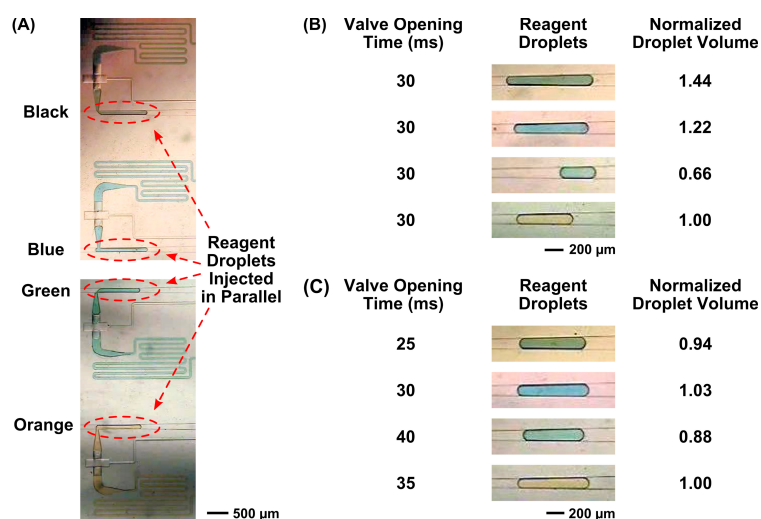 (A)
Black
Blue
Green
Orange
Reagent
Droplets
Injected
in Parallel
500 µm
(B)
Valve Opening
Time (ms)
Reagent
Droplets
Normalized
Droplet Volume
30 1.44
30 1.22
30 0.66
30 1.00
200 µm
(C)
Valve Opening
Time (ms)
Reagent
Droplets
Normalized
Droplet Volume
25 0.94
30 1.03
40 0.88
35 1.00
200 µm